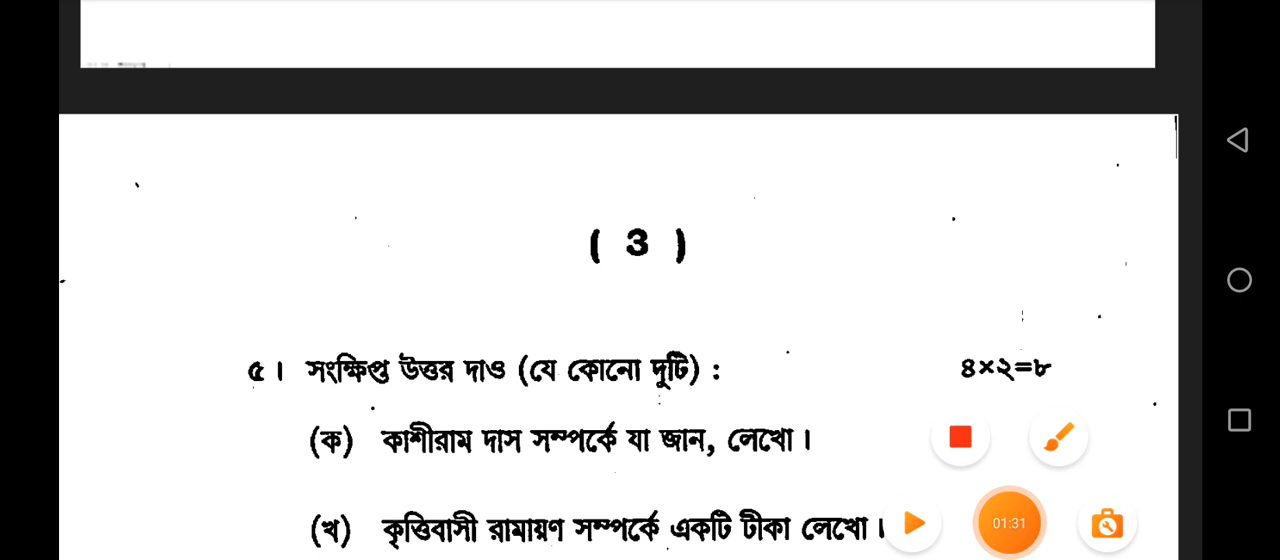 ( 3 )
৫। সংক্ষিপ্ত উত্তর দাও (যে কোনো দুটি) : ৪×২=৮
(ক) কাশীরাম দাস সম্পর্কে যা জান, লেখো।
(খ) কৃত্তিবাসী রামায়ণ সম্পর্কে একটি টীকা লেখো।
01:31